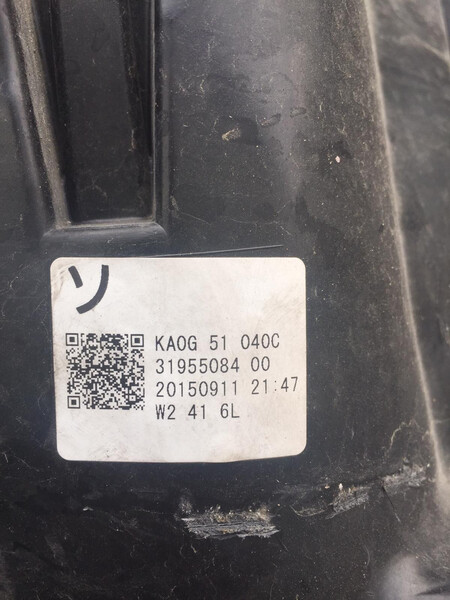 ソ
KA0G 51 040C
31955084 00
20150911 21:47
W2 41 6L